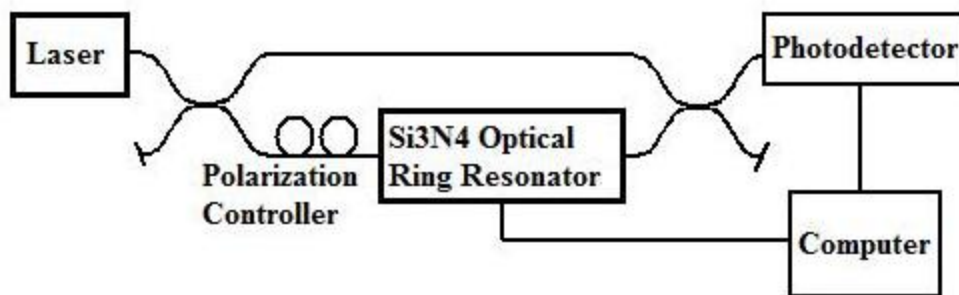 Laser
Photodetector
Si3N4 Optical
Ring Resonator
Polarization
Controller
Computer